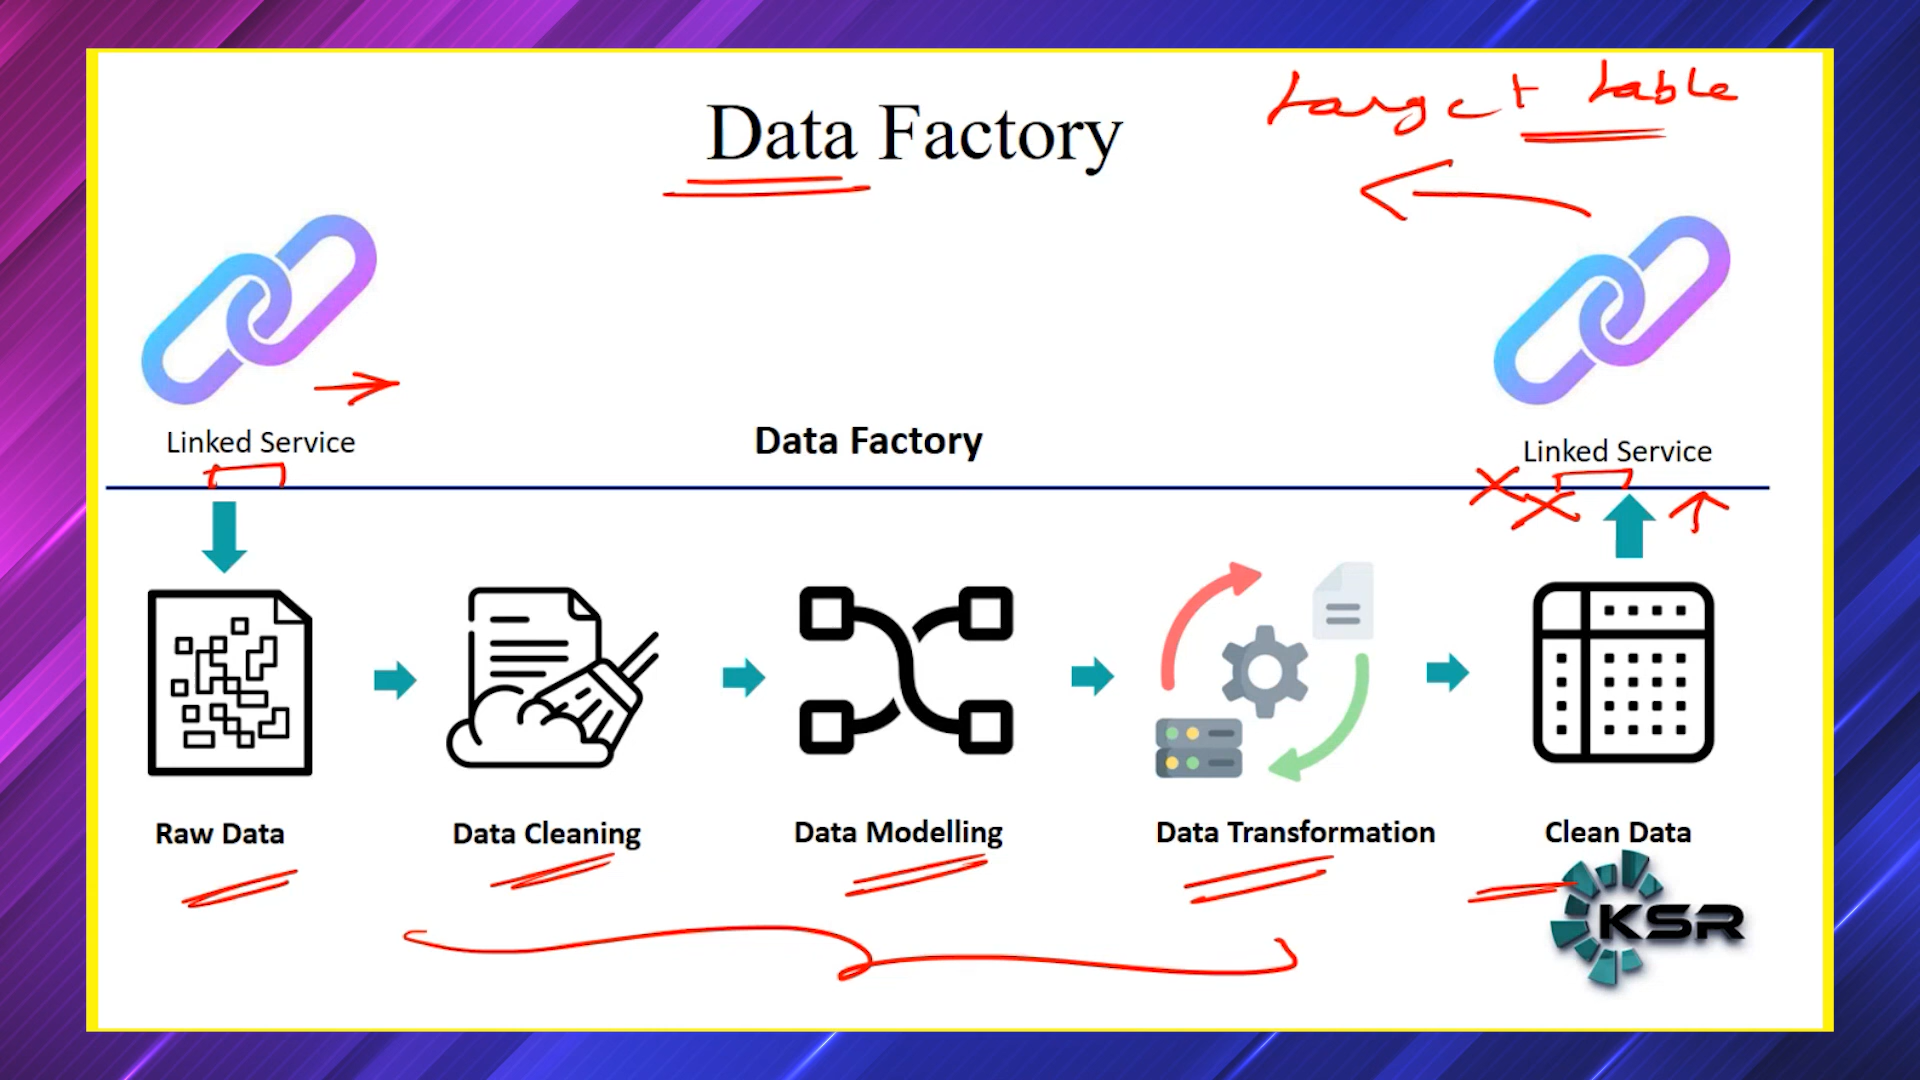 target table
Data Factory
Linked Service
Data Factory
Linked Service
Raw Data
Data Cleaning
Data Modelling
Data Transformation
Clean Data
KSR